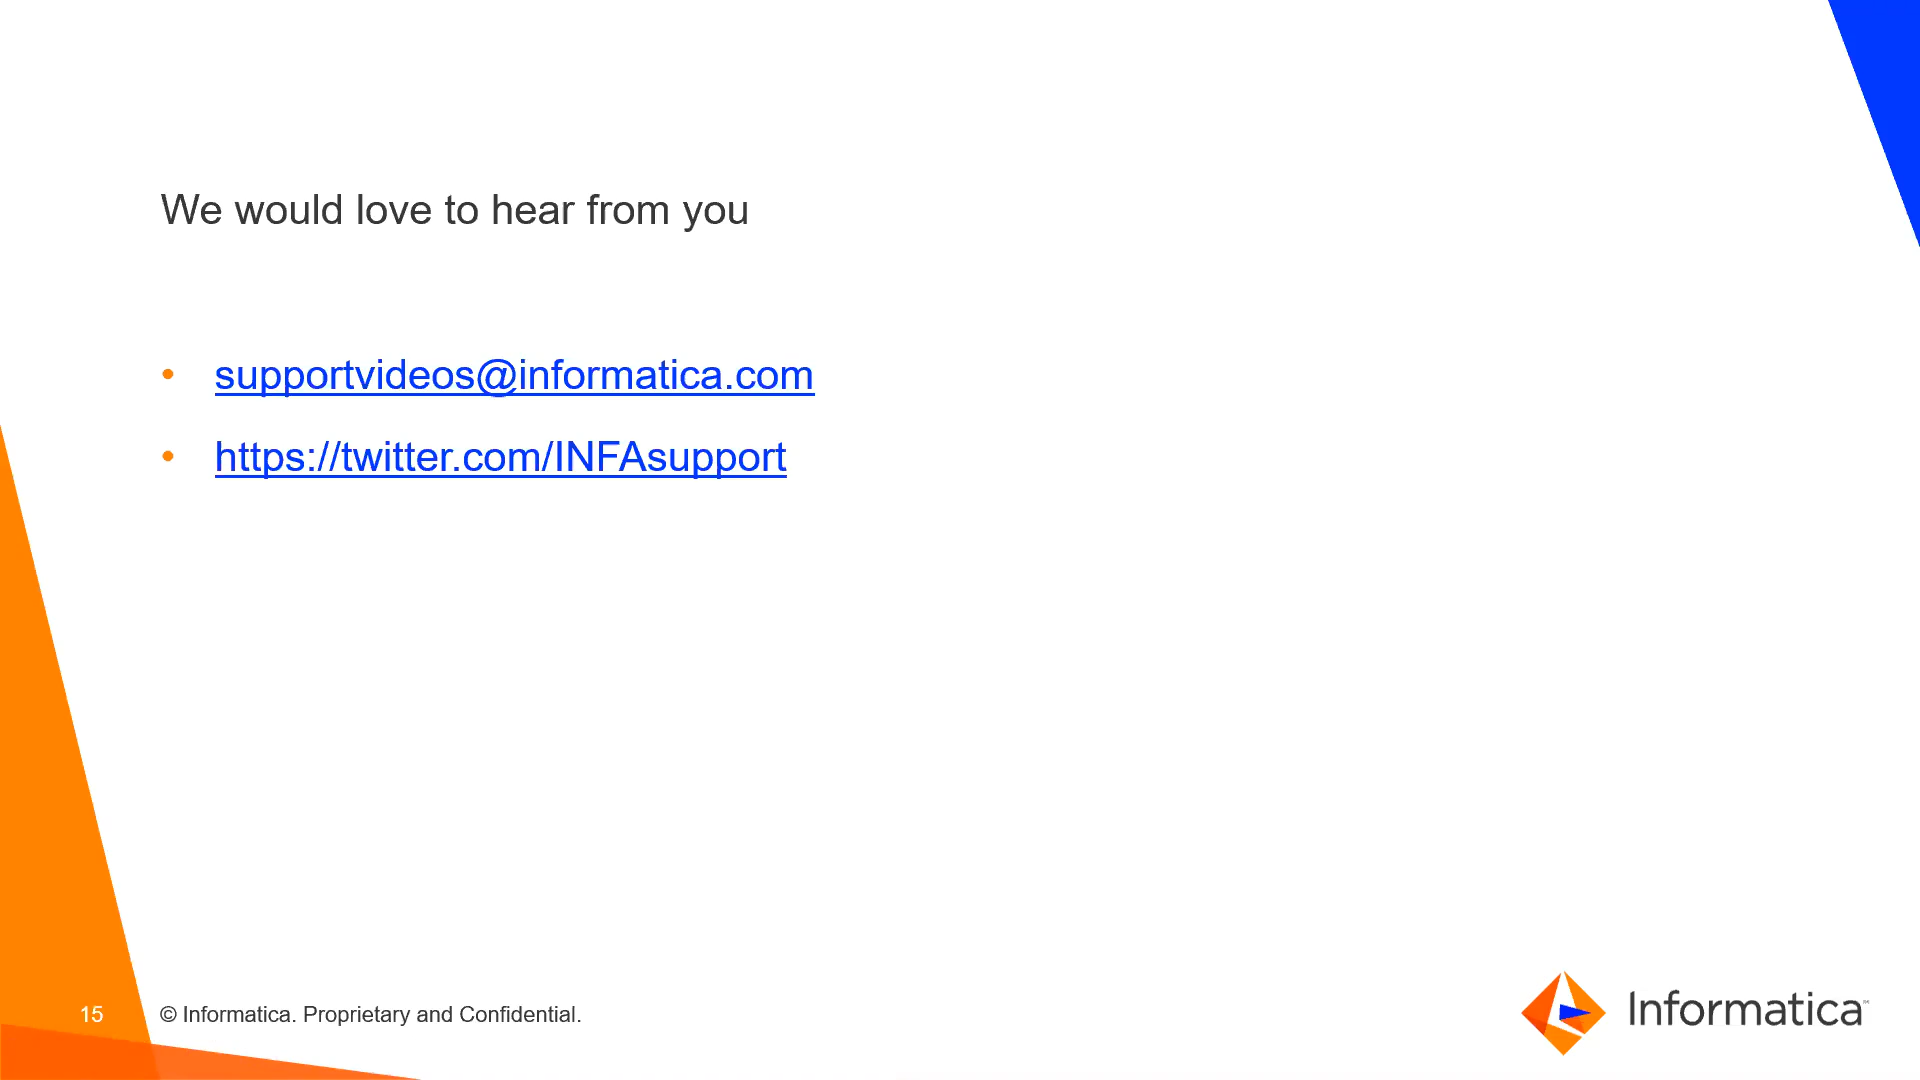 We would love to hear from you
• supportvideos@informatica.com
• https://twitter.com/INFAsupport
15 © Informatica. Proprietary and Confidential.
Informatica™